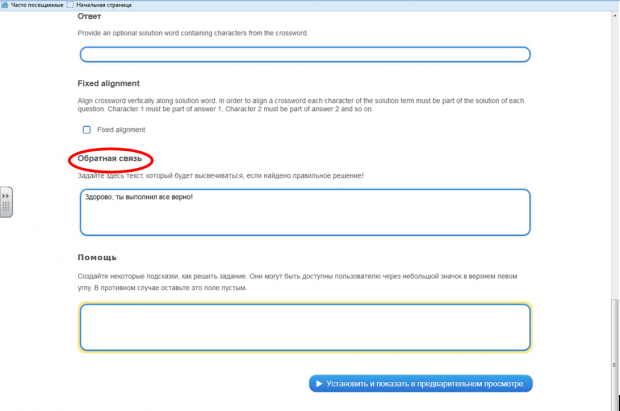 Часто посещаемые Начальная страница
Ответ
Provide an optional solution word containing characters from the crossword.
Fixed alignment
Align crossword vertically along solution word. In order to align a crossword each character of the solution term must be part of the solution of each
question. Character 1 must be part of answer 1, Character 2 must be part of answer 2 and so on.
Fixed alignment
Обратная связь
Задайте здесь текст, который будет высвечиваться, если найдено правильное решение!
Здорово, ты выполнил все верно!
Помощь
Создайте некоторые подсказки, как решить задание. Они могут быть доступны пользователю через небольшой значок в верхнем левом
углу. В противном случае оставьте это поле пустым.
Установить и показать в предварительном просмотре